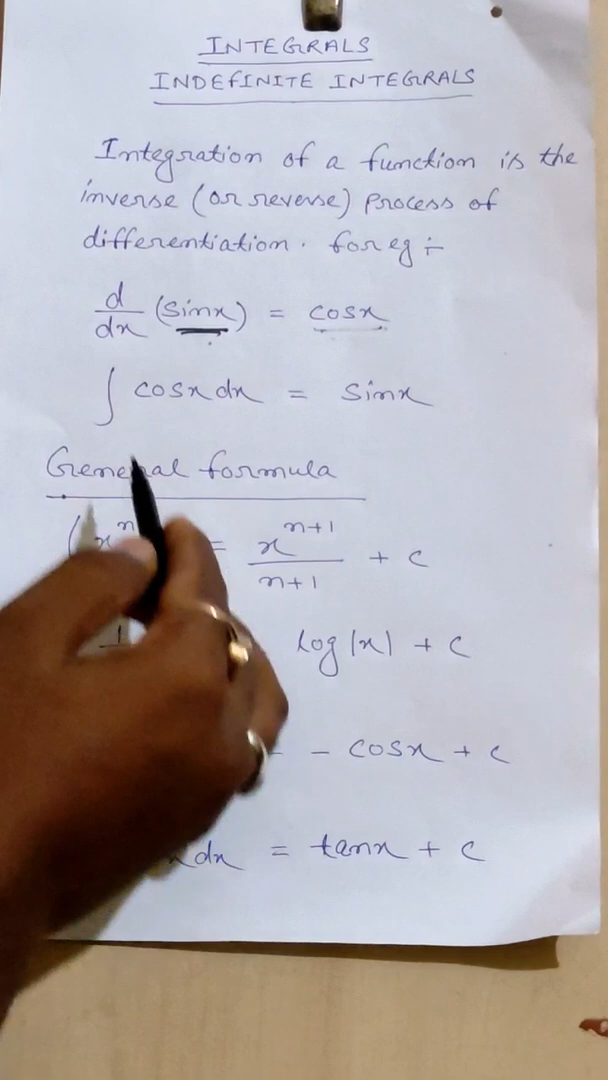 INTEGRALS
INDEFINITE INTEGRALS
Integration of a function is the
inverse (or reverse) process of
differentiation. for eg :-
d/dx (sinx) = cosx
∫ cosx dx = sinx
General formula
∫ x^n = x^(n+1)/(n+1) + c
1 log|x| + c
- cosx + c
x dx = tanx + c